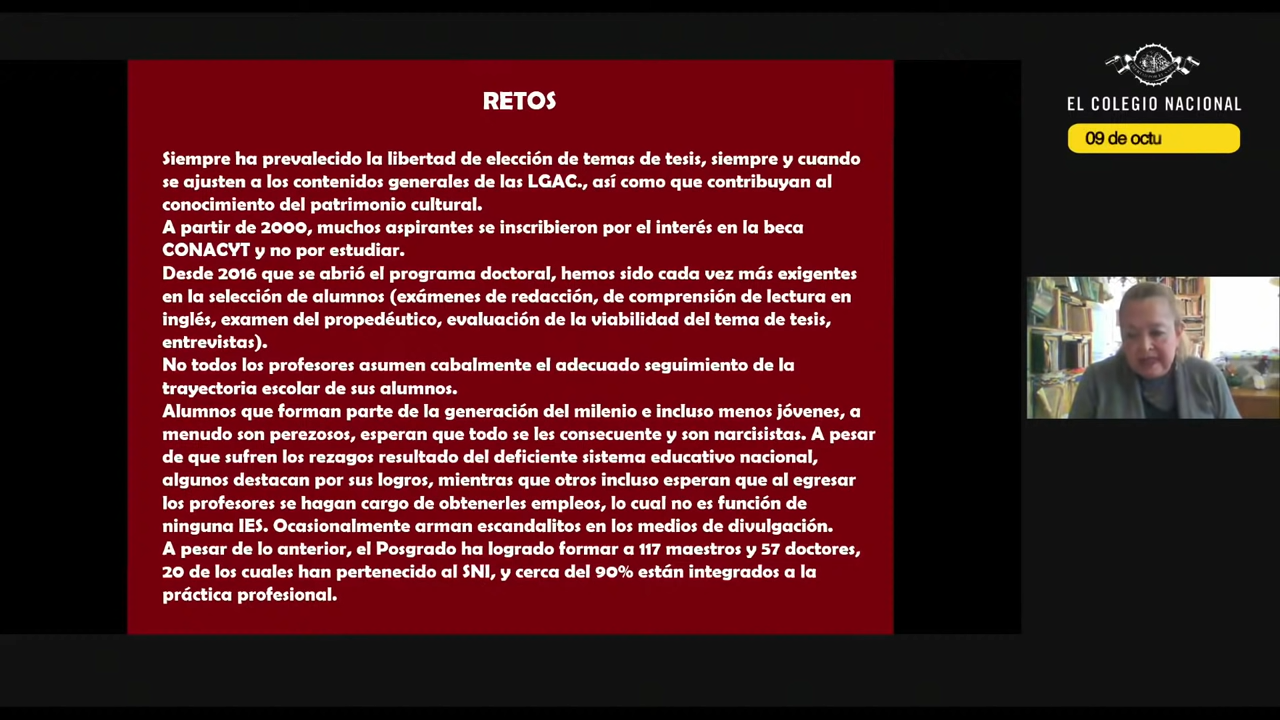 RETOS
Siempre ha prevalecido la libertad de elección de temas de tesis, siempre y cuando
se ajusten a los contenidos generales de las LGAC., así como que contribuyan al
conocimiento del patrimonio cultural.
A partir de 2000, muchos aspirantes se inscribieron por el interés en la beca
CONACYT y no por estudiar.
Desde 2016 que se abrió el programa doctoral, hemos sido cada vez más exigentes
en la selección de alumnos (exámenes de redacción, de comprensión de lectura en
inglés, examen del propedéutico, evaluación de la viabilidad del tema de tesis,
entrevistas).
No todos los profesores asumen cabalmente el adecuado seguimiento de la
trayectoria escolar de sus alumnos.
Alumnos que forman parte de la generación del milenio e incluso menos jóvenes, a
menudo son perezosos, esperan que todo se les consecuente y son narcisistas. A pesar
de que sufren los rezagos resultado del deficiente sistema educativo nacional,
algunos destacan por sus logros, mientras que otros incluso esperan que al egresar
los profesores se hagan cargo de obtenerles empleos, lo cual no es función de
ninguna IES. Ocasionalmente arman escandalitos en los medios de divulgación.
A pesar de lo anterior, el Posgrado ha logrado formar a 117 maestros y 57 doctores,
20 de los cuales han pertenecido al SNI, y cerca del 90% están integrados a la
práctica profesional.
EL COLEGIO NACIONAL
09 de octu